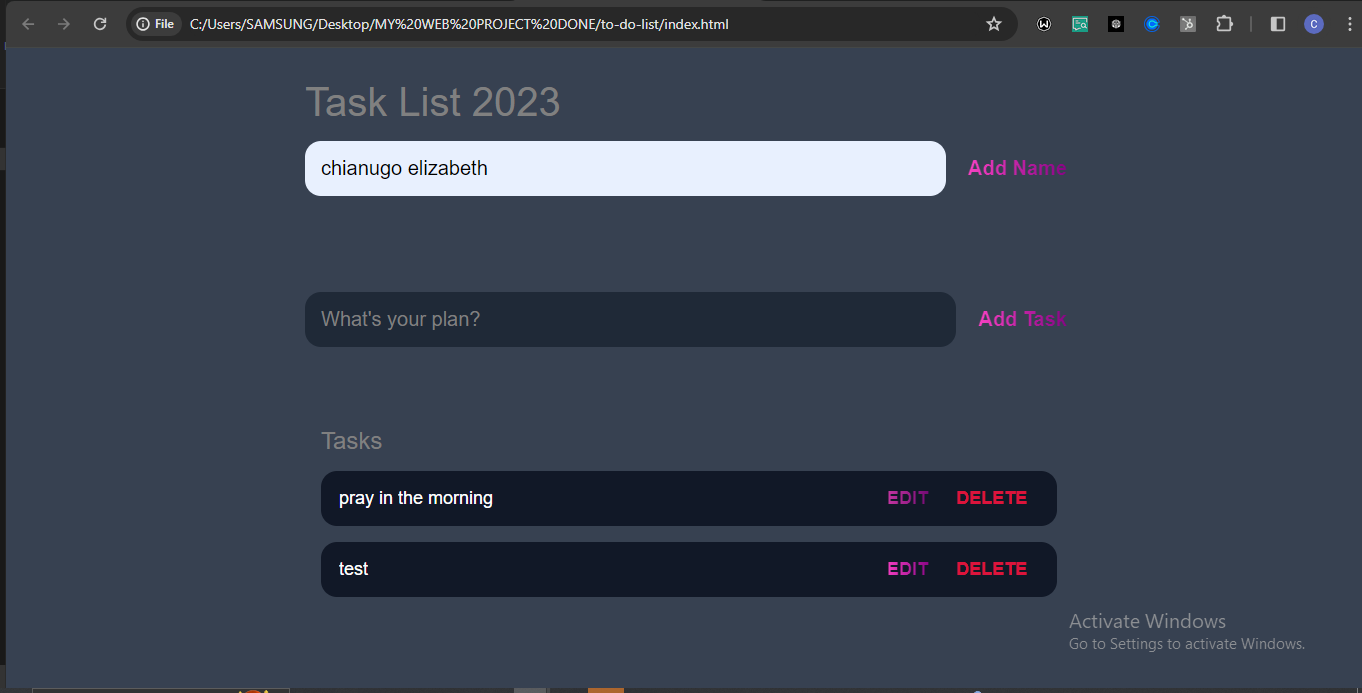 File C:/Users/SAMSUNG/Desktop/MY%20WEB%20PROJECT%20DONE/to-do-list/index.html C
Task List 2023
chianugo elizabeth Add Name
What's your plan? Add Task
Tasks
pray in the morning EDIT DELETE
test EDIT DELETE
Activate Windows
Go to Settings to activate Windows.